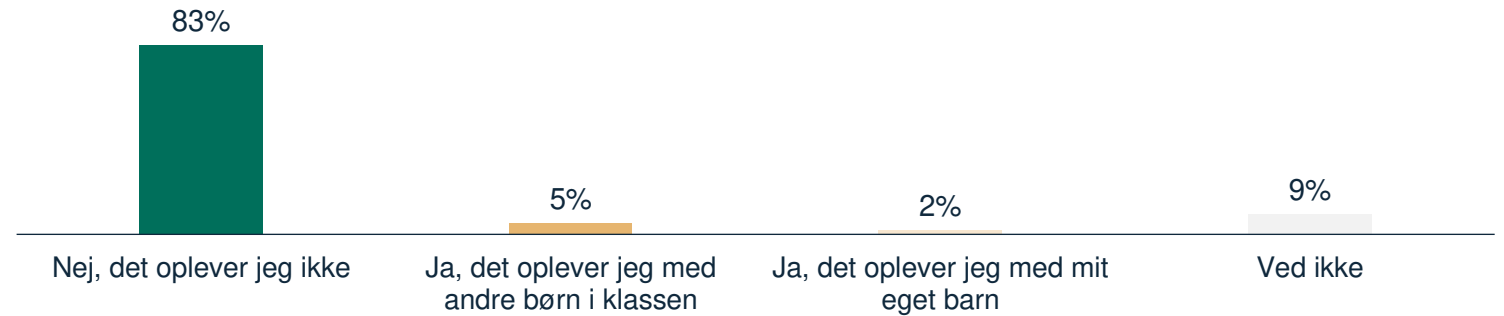 83%
5%
2%
9%
Nej, det oplever jeg ikke
Ja, det oplever jeg med
andre børn i klassen
Ja, det oplever jeg med mit
eget barn
Ved ikke